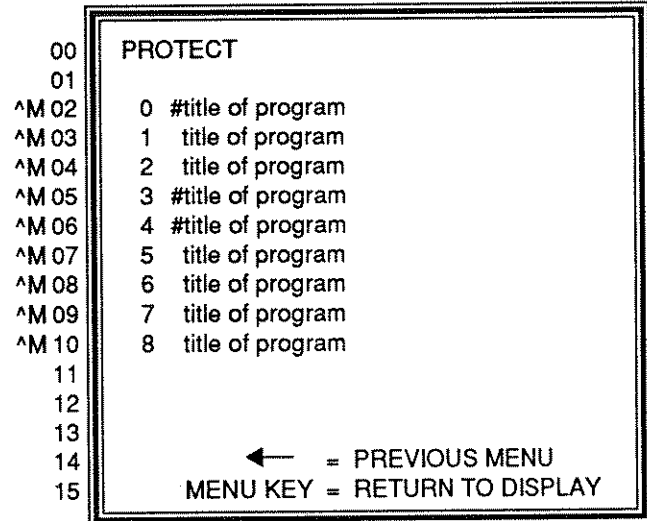 00 PROTECT
01
^M 02 0 #title of program
^M 03 1 title of program
^M 04 2 title of program
^M 05 3 #title of program
^M 06 4 #title of program
^M 07 5 title of program
^M 08 6 title of program
^M 09 7 title of program
^M 10 8 title of program
11
12
13
14 ← = PREVIOUS MENU
15 MENU KEY = RETURN TO DISPLAY